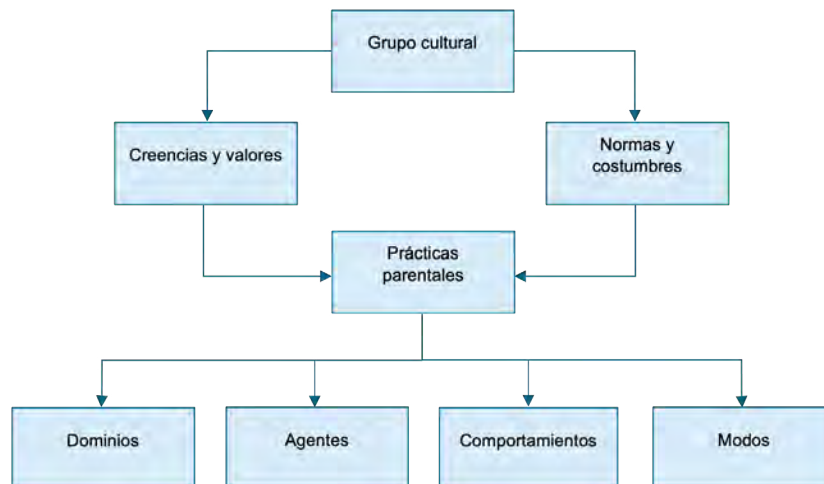 Grupo cultural
Creencias y valores
Normas y
costumbres
Prácticas
parentales
Dominios
Agentes
Comportamientos
Modos